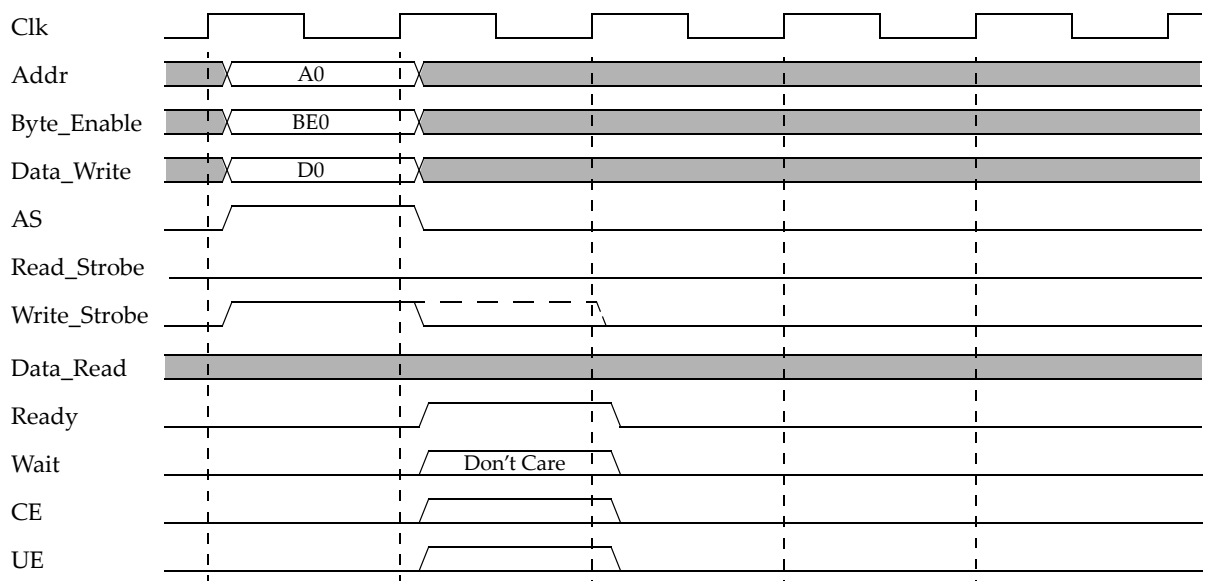 Clk
Addr A0
Byte_Enable BE0
Data_Write D0
AS
Read_Strobe
Write_Strobe
Data_Read
Ready
Wait Don't Care
CE
UE